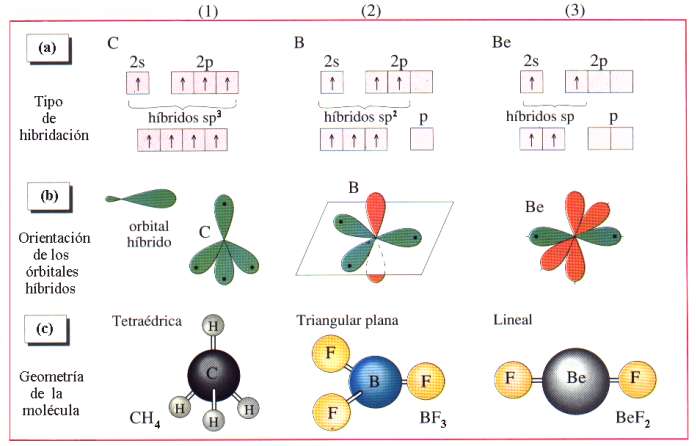 (1) (2) (3)
(a)
Tipo
de
hibridación
C
2s 2p
híbridos sp³
B
2s 2p
híbridos sp² p
Be
2s 2p
híbridos sp p
(b)
Orientación
de los
órbitales
híbridos
orbital
híbrido
C
B
Be
(c)
Geometría
de la
molécula
Tetraédrica
H
C
H
H
H
CH₄
Triangular plana
F
B
F
F
BF₃
Lineal
F Be F
BeF₂